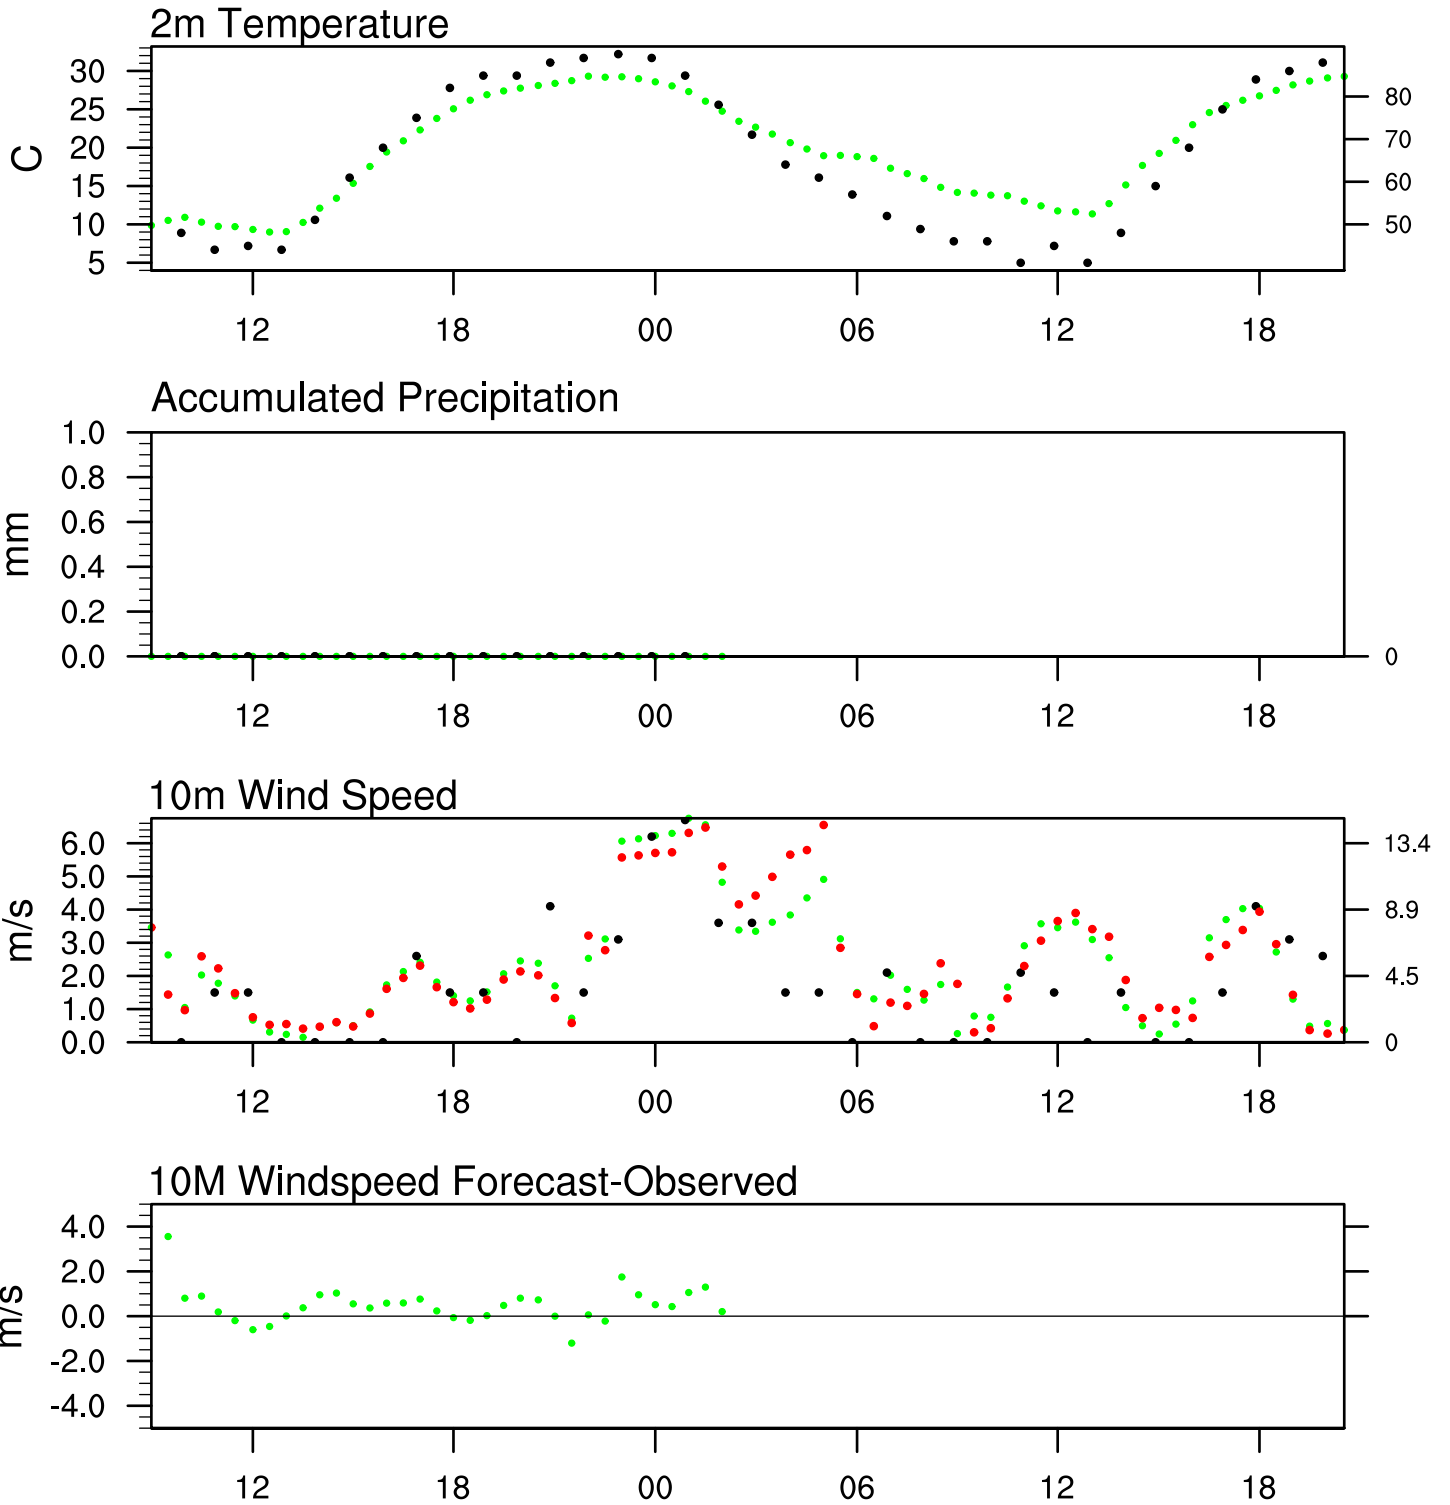 2m Temperature
30
25
20
15
10
5
C
80
70
60
50
12 18 00 06 12 18
Accumulated Precipitation
1.0
0.8
0.6
0.4
0.2
0.0
mm
0
12 18 00 06 12 18
10m Wind Speed
6.0
5.0
4.0
3.0
2.0
1.0
0.0
m/s
13.4
8.9
4.5
0
12 18 00 06 12 18
10M Windspeed Forecast-Observed
4.0
2.0
0.0
-2.0
-4.0
m/s
12 18 00 06 12 18